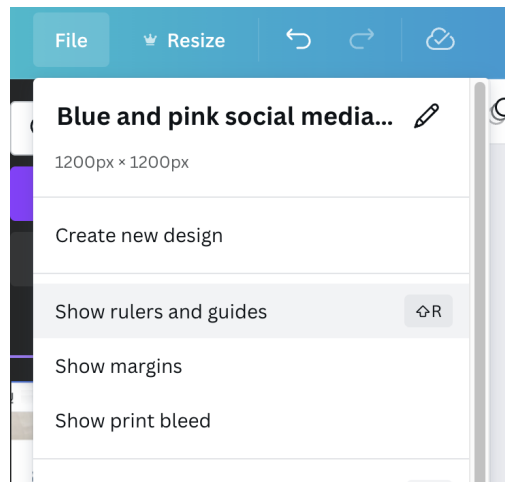 File
Resize
Blue and pink social media...
1200px × 1200px
Create new design
Show rulers and guides
⇧R
Show margins
Show print bleed